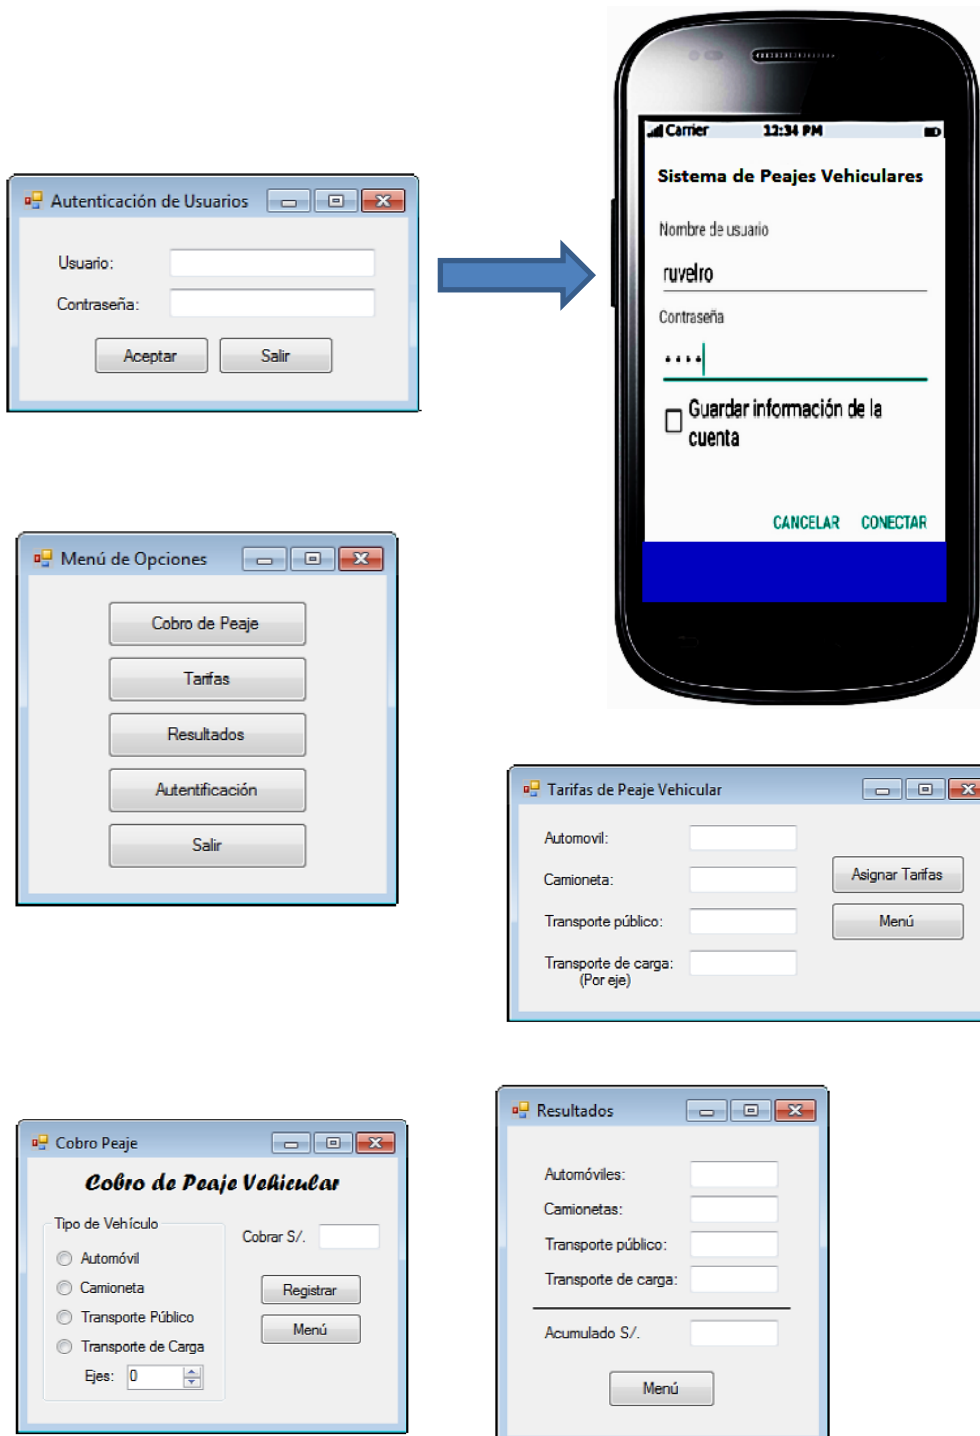 Autenticación de Usuarios
Usuario:
Contraseña:
Aceptar Salir
Carrier 12:34 PM
Sistema de Peajes Vehiculares
Nombre de usuario
ruvelro
Contraseña
Guardar información de la
cuenta
CANCELAR CONECTAR
Menú de Opciones
Cobro de Peaje
Tarifas
Resultados
Autentificación
Salir
Tarifas de Peaje Vehicular
Automovil:
Camioneta:
Transporte público:
Transporte de carga:
(Por eje)
Asignar Tarifas
Menú
Cobro Peaje
Cobro de Peaje Vehicular
Tipo de Vehículo
Automóvil
Camioneta
Transporte Público
Transporte de Carga
Ejes: 0
Cobrar S/.
Registrar
Menú
Resultados
Automóviles:
Camionetas:
Transporte público:
Transporte de carga:
Acumulado S/.
Menú